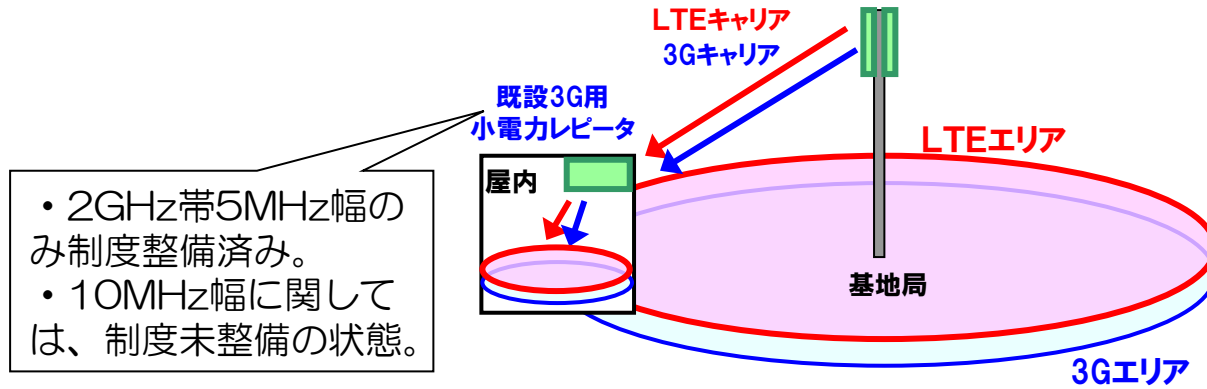 LTEキャリア
3Gキャリア
既設3G用
小電力レピータ
LTEエリア
屋内
・2GHz帯5MHz幅の
み制度整備済み。
・10MHz幅に関して
は、制度未整備の状態。
基地局
3Gエリア